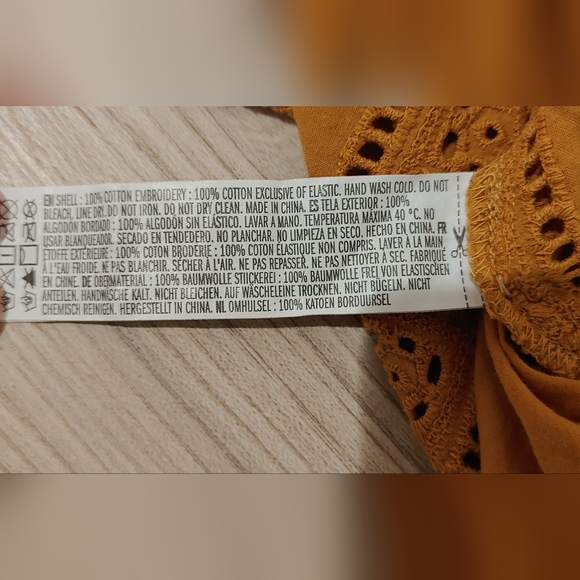 EN SHELL : 100% COTTON EMBROIDERY : 100% COTTON EXCLUSIVE OF ELASTIC. HAND WASH COLD. DO NOT
BLEACH, LINE DRY. DO NOT IRON. DO NOT DRY CLEAN. MADE IN CHINA. ES TELA EXTERIOR : 100%
ALGODÓN BORDADO : 100% ALGODÓN SIN ELÁSTICO. LAVAR A MANO. TEMPERATURA MÁXIMA 40 °C. NO
USAR BLANQUEADOR. SECADO EN TENDEDERO. NO PLANCHAR. NO LIMPIEZA EN SECO. HECHO EN CHINA. FR
ÉTOFFE EXTÉRIEURE : 100% COTON BRODERIE : 100% COTON ÉLASTIQUE NON COMPRIS. LAVER À LA MAIN
À L'EAU FROIDE. NE PAS BLANCHIR. SÉCHER À L'AIR. NE PAS REPASSER. NE PAS NETTOYER À SEC. FABRIQUÉ
EN CHINE. DE OBERMATERIAL : 100% BAUMWOLLE STICKEREI : 100% BAUMWOLLE FREI VON ELASTISCHEN
ANTEILEN. HANDWÄSCHE KALT. NICHT BLEICHEN. AUF WÄSCHELEINE TROCKNEN. NICHT BÜGELN. NICHT
CHEMISCH REINIGEN. HERGESTELLT IN CHINA. NL OMHULSEL : 100% KATOEN BORDUURSEL